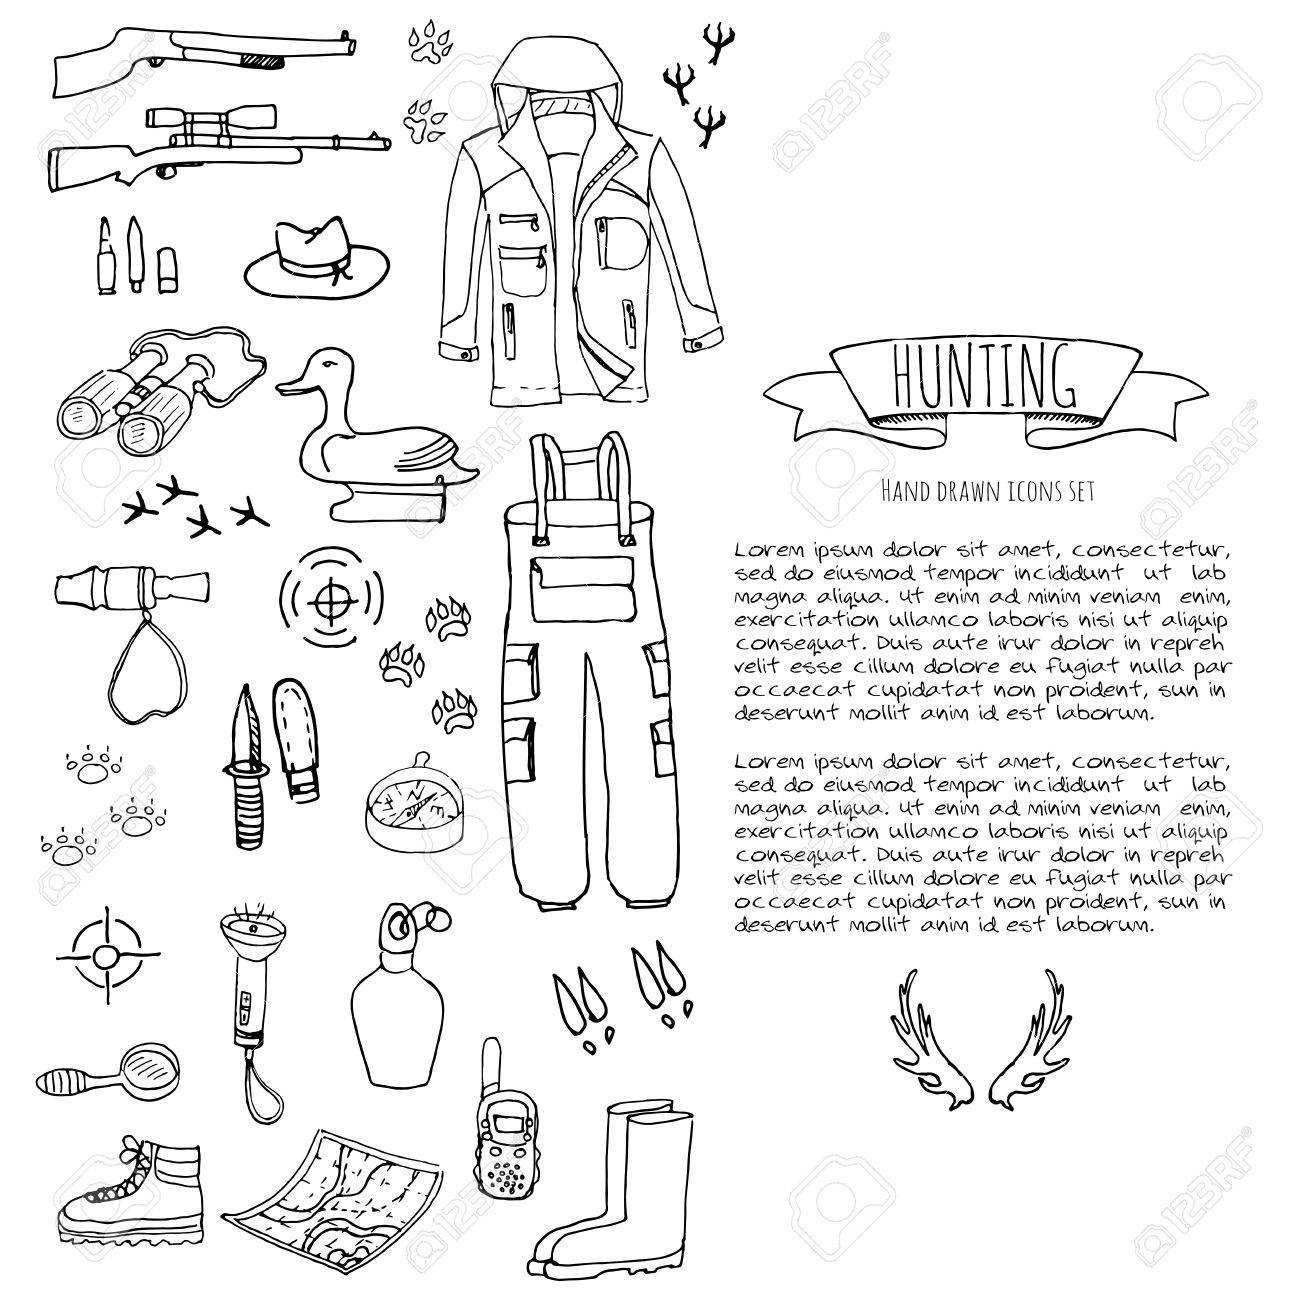 HUNTING
HAND DRAWN ICONS SET
Lorem ipsum dolor sit amet, consectetur,
sed do eiusmod tempor incididunt ut lab
magna aliqua. Ut enim ad minim veniam enim,
exercitation ullamco laboris nisi ut aliquip
consequat. Duis aute irur dolor in repreh
velit esse cillum dolore eu fugiat nulla par
occaecat cupidatat non proident, sun in
deserunt mollit anim id est laborum.
Lorem ipsum dolor sit amet, consectetur,
sed do eiusmod tempor incididunt ut lab
magna aliqua. Ut enim ad minim veniam enim,
exercitation ullamco laboris nisi ut aliquip
consequat. Duis aute irur dolor in repreh
velit esse cillum dolore eu fugiat nulla par
occaecat cupidatat non proident, sun in
deserunt mollit anim id est laborum.
123RF